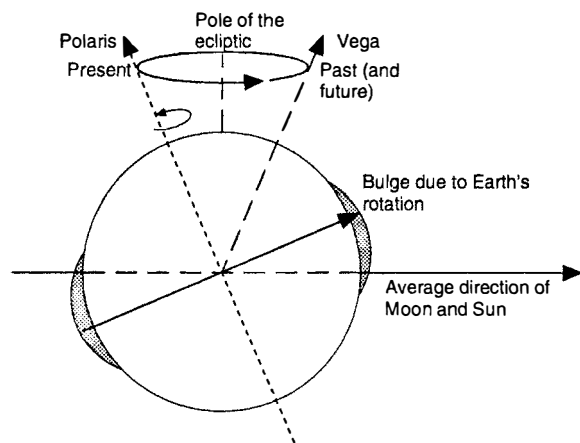 Pole of the
ecliptic
Polaris
Vega
Present
Past (and
future)
Bulge due to Earth's
rotation
Average direction of
Moon and Sun